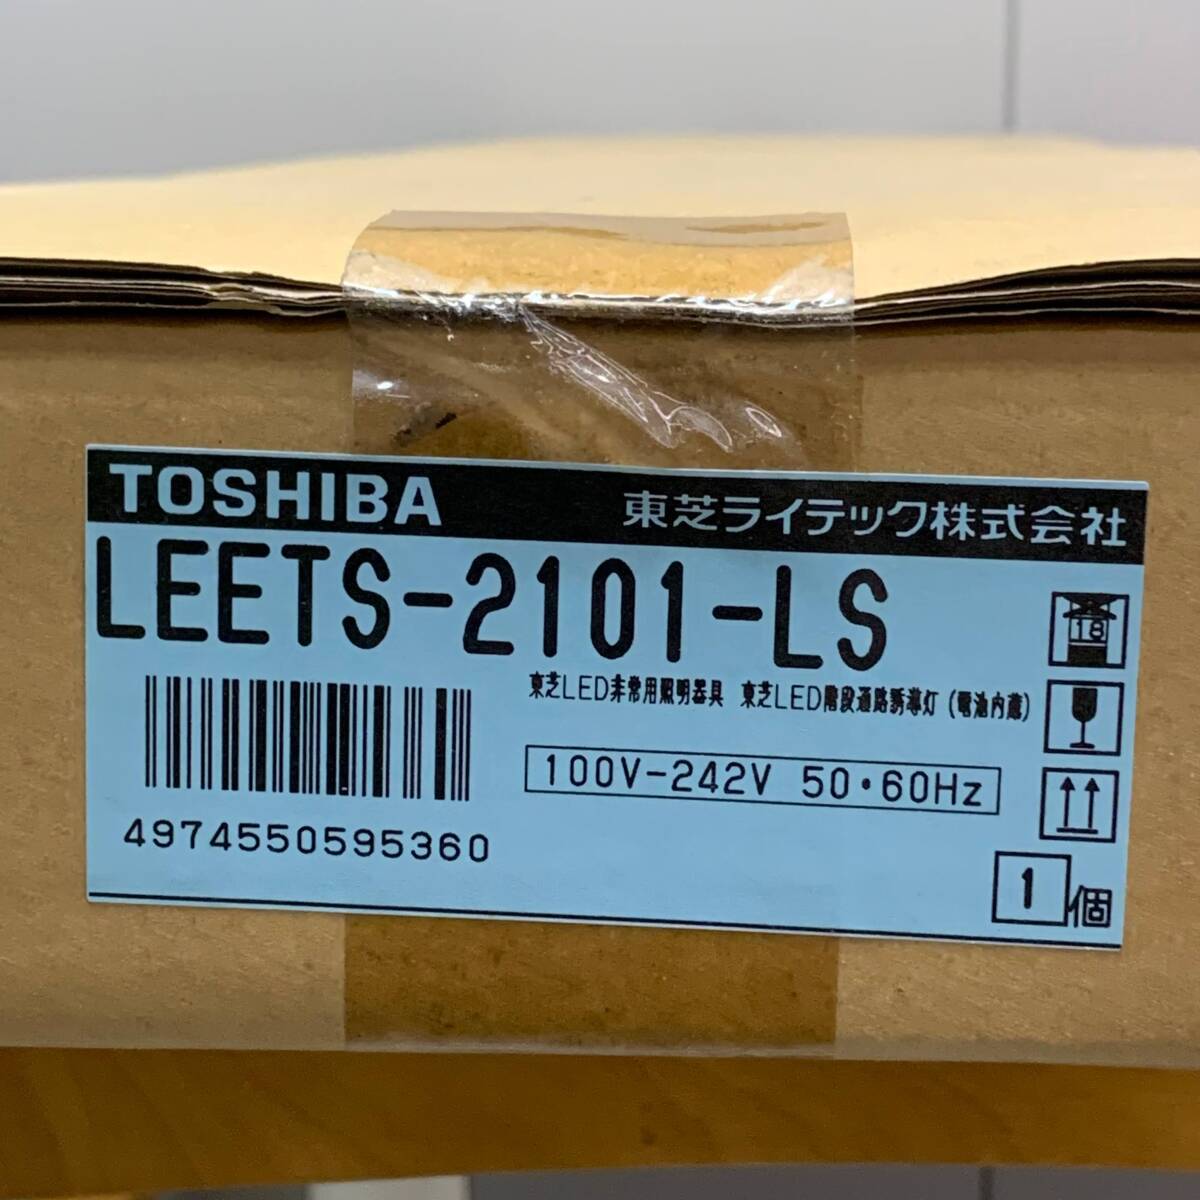 TOSHIBA 東芝ライテック株式会社
LEETS-2101-LS
18
東芝LED非常用照明器具 東芝LED階段通路誘導灯 (電池内蔵)
100V-242V 50・60Hz
4974550595360
1個